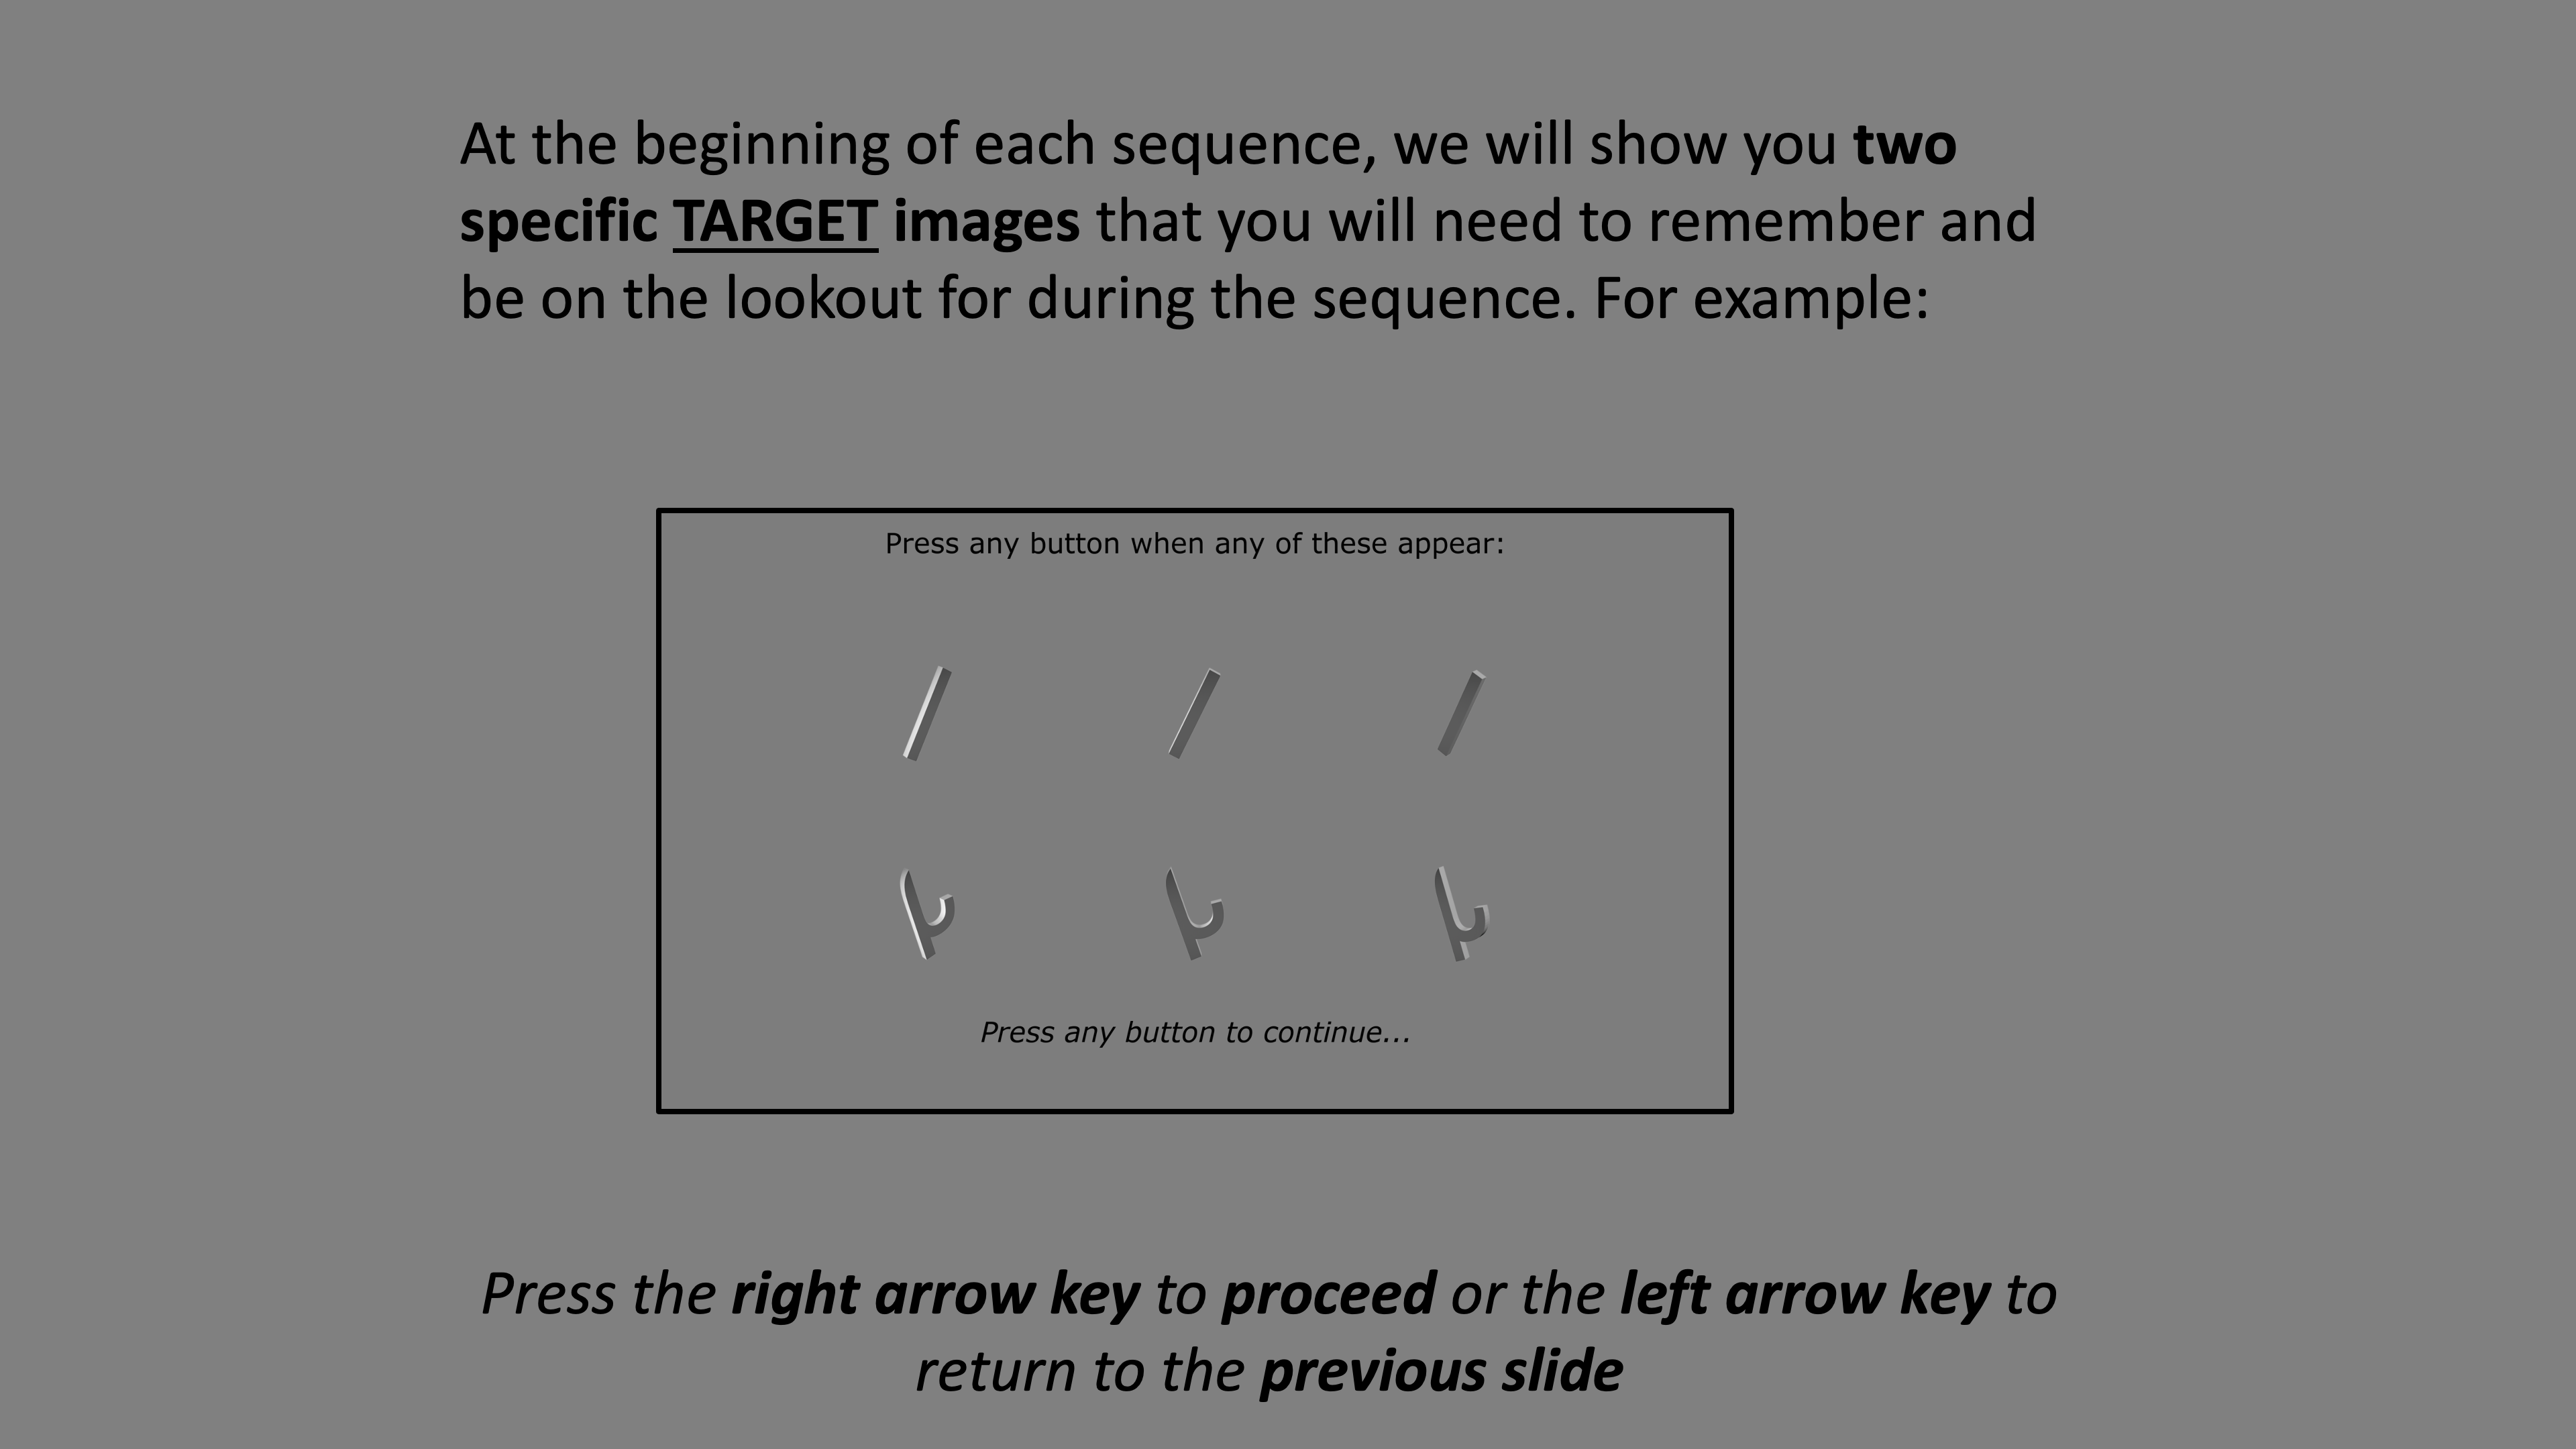 At the beginning of each sequence, we will show you two
specific TARGET images that you will need to remember and
be on the lookout for during the sequence. For example:
Press any button when any of these appear:
Press any button to continue...
Press the right arrow key to proceed or the left arrow key to
return to the previous slide